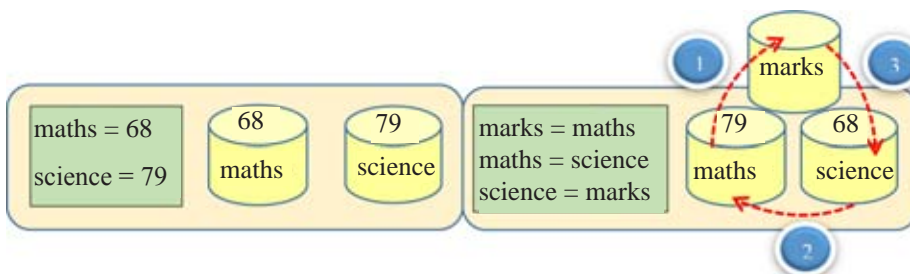 maths = 68
science = 79
68
maths
79
science
marks = maths
maths = science
science = marks
1
marks
3
79
maths
68
science
2